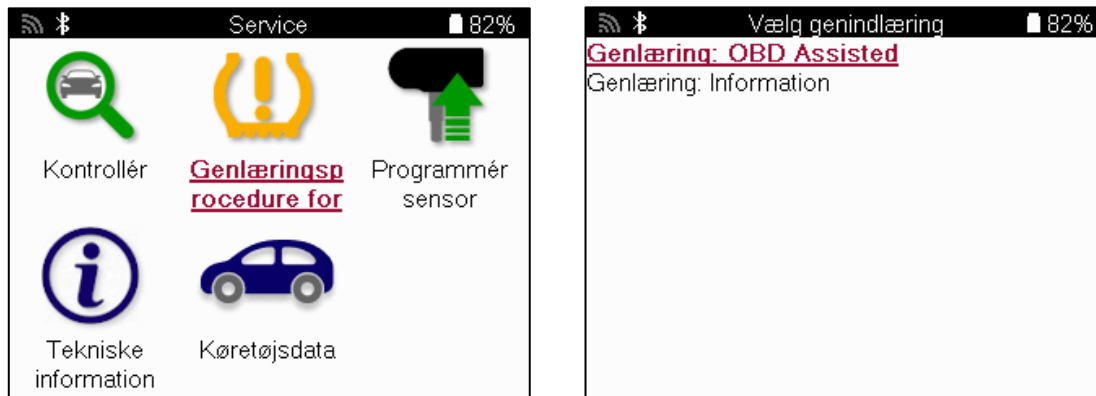 Service 82%
Kontrollér
Genlæringsp
rocedure for
Programmér
sensor
Tekniske
information
Køretøjsdata
Vælg genindlæring 82%
Genlæring: OBD Assisted
Genlæring: Information